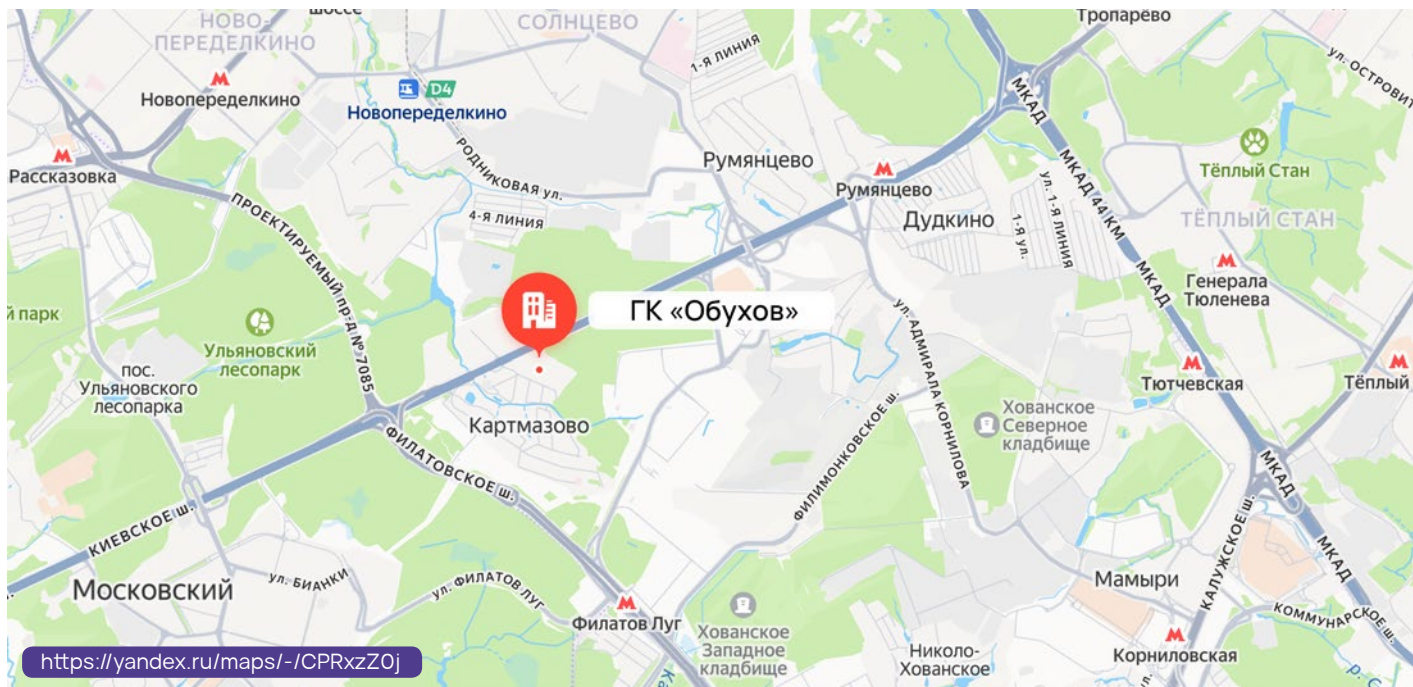 шоссе
НОВО-
ПЕРЕДЕЛКИНО
СОЛНЦЕВО
Тропарёво
1-Я ЛИНИЯ
УЛ. ОСТРОВИТ
Новопеределкино
D4
Новопеределкино
МКАД
Рассказовка
РОДНИКОВАЯ УЛ.
Румянцево
Румянцево
МКАД
Тёплый Стан
4-Я ЛИНИЯ
Дудкино
1-Я УЛ.
УЛ. 1-Я ЛИНИЯ
МКАД 44 КМ
ТЁПЛЫЙ СТАН
ПРОЕКТИРУЕМЫЙ ПР-Д № 7085
МКАД
Генерала
Тюленева
й парк
ГК «Обухов»
Ульяновский
лесопарк
пос.
Ульяновского
лесопарка
УЛ. АДМИРАЛА КОРНИЛОВА
Тютчевская
Тёплый
Картмазово
Хованское
Северное
кладбище
ФИЛАТОВСКОЕ Ш.
ФИЛИМОНКОВСКОЕ Ш.
МКАД
КИЕВСКОЕ Ш.
КАЛУЖСКОЕ Ш.
МКАД
Московский
УЛ. БИАНКИ
УЛ. ФИЛАТОВ ЛУГ
Мамыри
КОММУНАРСКОЕ Ш.
Филатов Луг
Хованское
Западное
кладбище
Николо-
Хованское
Корниловская
https://yandex.ru/maps/-/CPRxzZ0j